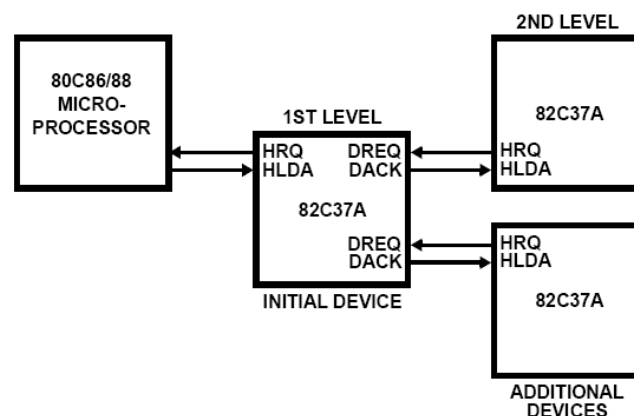 80C86/88
MICRO-
PROCESSOR
1ST LEVEL
HRQ DREQ
HLDA DACK
82C37A
DREQ
DACK
INITIAL DEVICE
2ND LEVEL
82C37A
HRQ
HLDA
HRQ
HLDA
82C37A
ADDITIONAL
DEVICES